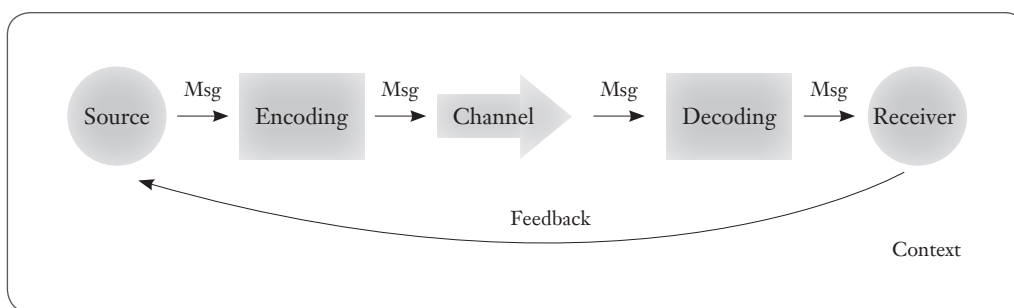 Msg Msg Msg Msg
Source Encoding Channel Decoding Receiver
Feedback
Context